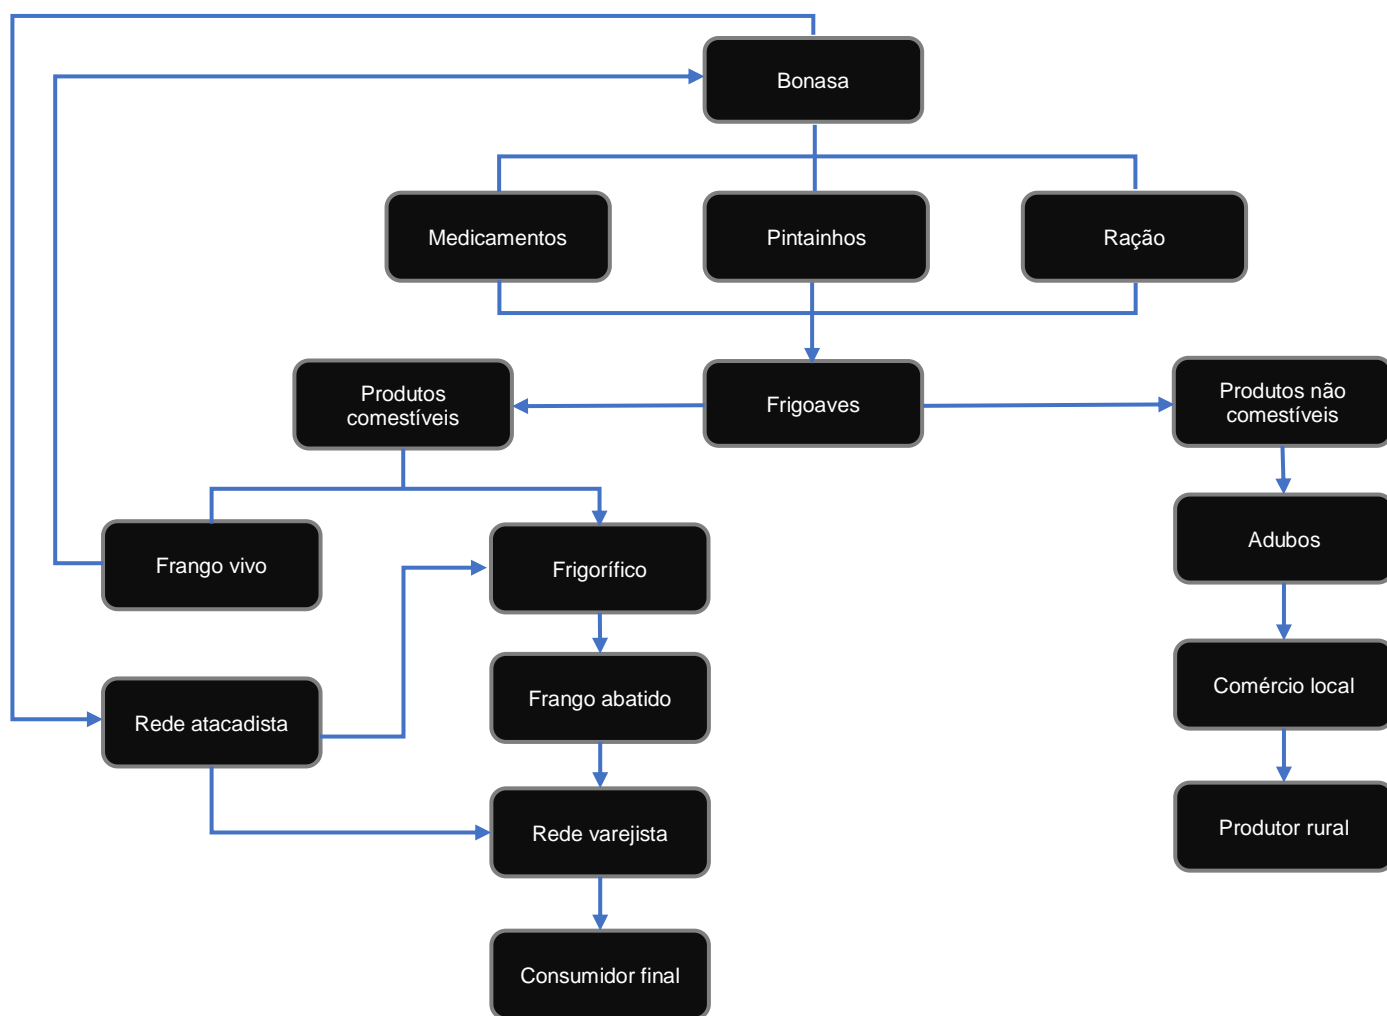 Bonasa
Medicamentos
Pintainhos
Ração
Produtos
comestíveis
Frigoaves
Produtos não
comestíveis
Frango vivo
Frigorífico
Adubos
Rede atacadista
Frango abatido
Comércio local
Rede varejista
Produtor rural
Consumidor final